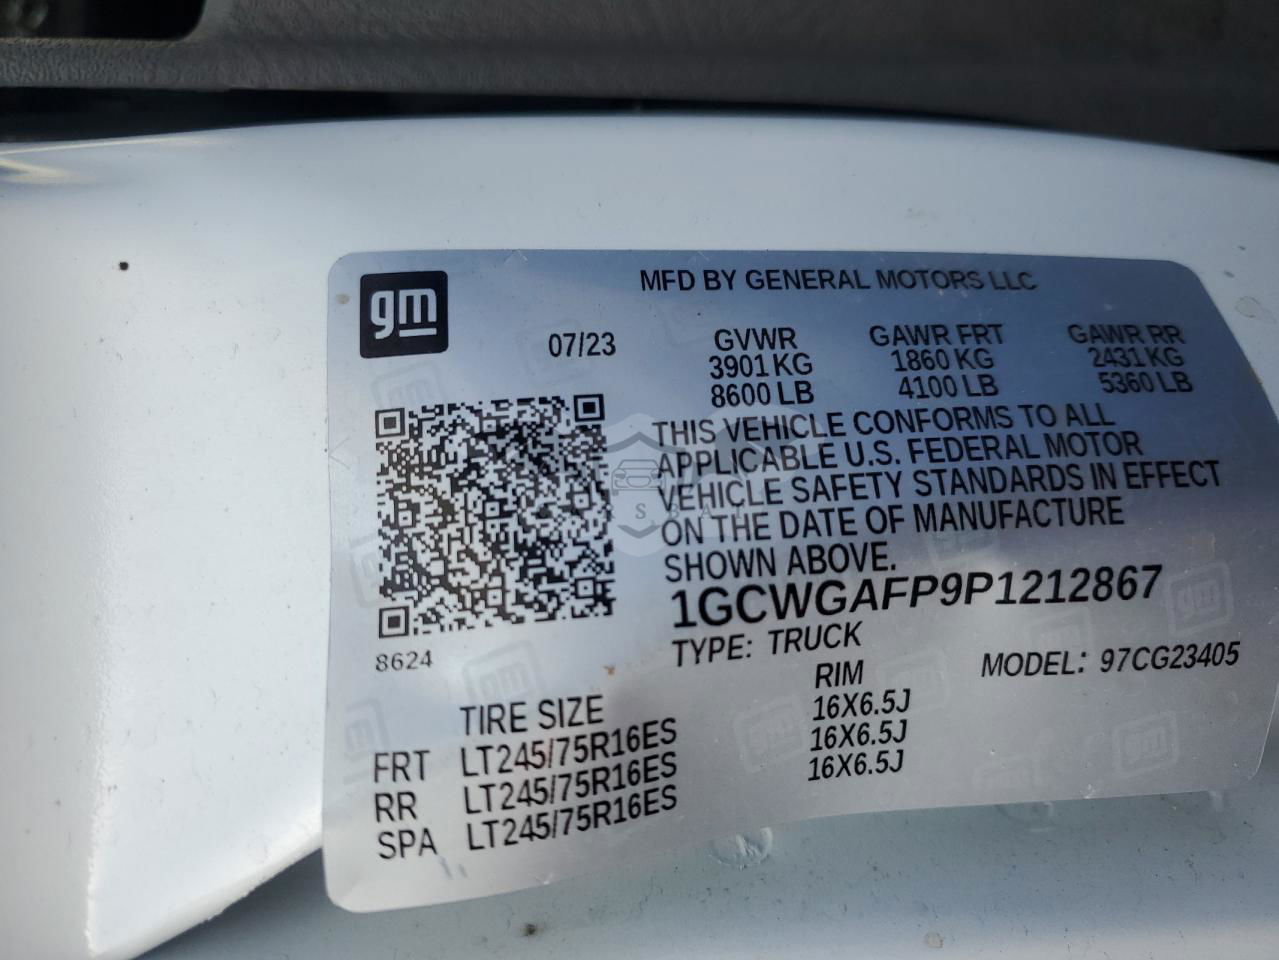 gm
MFD BY GENERAL MOTORS LLC
07/23
GVWR
3901 KG
8600 LB
GAWR FRT
1860 KG
4100 LB
GAWR RR
2431 KG
5360 LB
THIS VEHICLE CONFORMS TO ALL
APPLICABLE U.S. FEDERAL MOTOR
VEHICLE SAFETY STANDARDS IN EFFECT
ON THE DATE OF MANUFACTURE
SHOWN ABOVE.
1GCWGAFP9P1212867
TYPE: TRUCK
MODEL: 97CG23405
8624
TIRE SIZE
RIM
FRT LT245/75R16ES 16X6.5J
RR LT245/75R16ES 16X6.5J
SPA LT245/75R16ES 16X6.5J